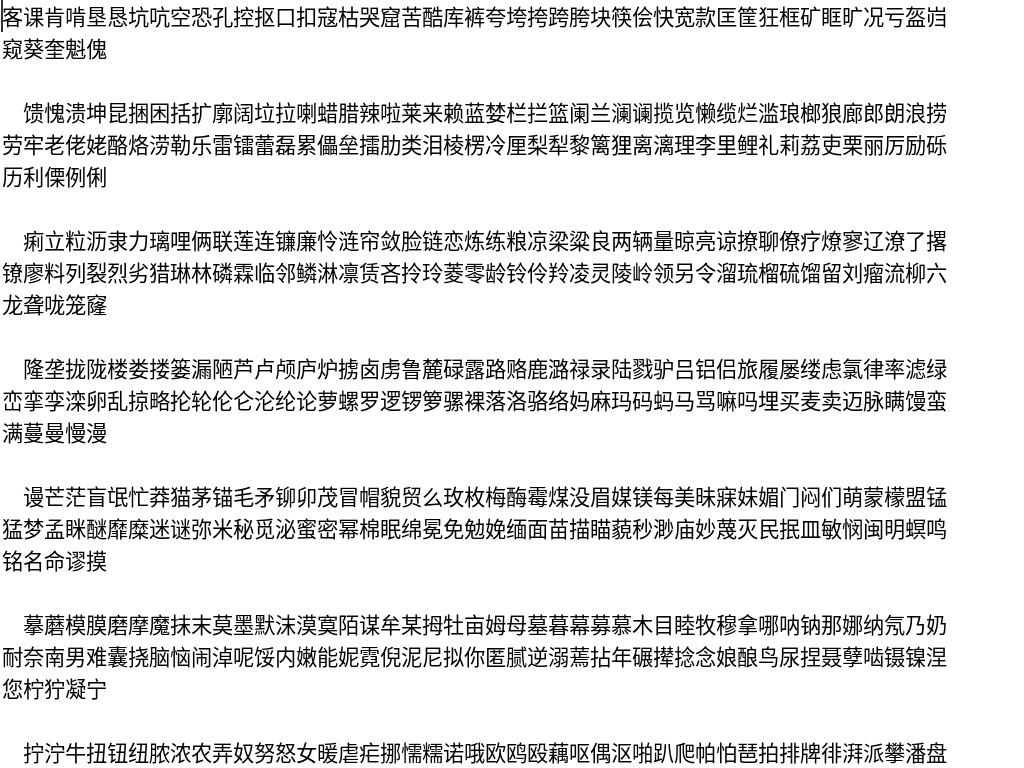 客课肯啃垦恳坑吭空恐孔控抠口扣寇枯哭窟苦酷库裤夸垮挎跨胯块筷侩快宽款匡筐狂框矿眶旷况亏盔岿
窥葵奎魁傀
馈愧溃坤昆捆困括扩廓阔垃拉喇蜡腊辣啦莱来赖蓝婪栏拦篮阑兰澜谰揽览懒缆烂滥琅榔狼廊郎朗浪捞
劳牢老佬姥酪烙涝勒乐雷镭蕾磊累儡垒擂肋类泪棱楞冷厘梨犁黎篱狸离漓理李里鲤礼莉荔吏栗丽厉励砾
历利傈例俐
痢立粒沥隶力璃哩俩联莲连镰廉怜涟帘敛脸链恋炼练粮凉梁粱良两辆量晾亮谅撩聊僚疗燎寥辽潦了撂
镣廖料列裂烈劣猎琳林磷霖临邻鳞淋凛赁吝拎玲菱零龄铃伶羚凌灵陵岭领另令溜琉榴硫馏留刘瘤流柳六
龙聋咙笼窿
隆垄拢陇楼娄搂篓漏陋芦卢颅庐炉掳卤虏鲁麓碌露路赂鹿潞禄录陆戮驴吕铝侣旅履屡缕虑氯律率滤绿
峦挛孪滦卵乱掠略抡轮伦仑沦纶论萝螺罗逻锣箩骡裸落洛骆络妈麻玛码蚂马骂嘛吗埋买麦卖迈脉瞒馒蛮
满蔓曼慢漫
谩芒茫盲氓忙莽猫茅锚毛矛铆卯茂冒帽貌贸么玫枚梅酶霉煤没眉媒镁每美昧寐妹媚门闷们萌蒙檬盟锰
猛梦孟眯醚靡糜迷谜弥米秘觅泌蜜密幂棉眠绵冕免勉娩缅面苗描瞄藐秒渺庙妙蔑灭民抿皿敏悯闽明螟鸣
铭名命谬摸
摹蘑模膜磨摩魔抹末莫墨默沫漠寞陌谋牟某拇牡亩姆母墓暮幕募慕木目睦牧穆拿哪呐钠那娜纳氖乃奶
耐奈南男难囊挠脑恼闹淖呢馁内嫩能妮霓倪泥尼拟你匿腻逆溺蔫拈年碾撵捻念娘酿鸟尿捏聂孽啮镊镍涅
您柠狞凝宁
拧泞牛扭钮纽脓浓农弄奴努怒女暖虐疟挪懦糯诺哦欧鸥殴藕呕偶沤啪趴爬帕怕琶拍排牌徘湃派攀潘盘